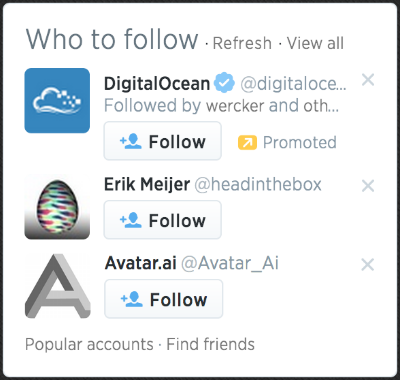 Who to follow · Refresh · View all
DigitalOcean @digitaloce...
Followed by wercker and oth...
Follow Promoted
Erik Meijer @headinthebox
Follow
Avatar.ai @Avatar_Ai
Follow
Popular accounts · Find friends